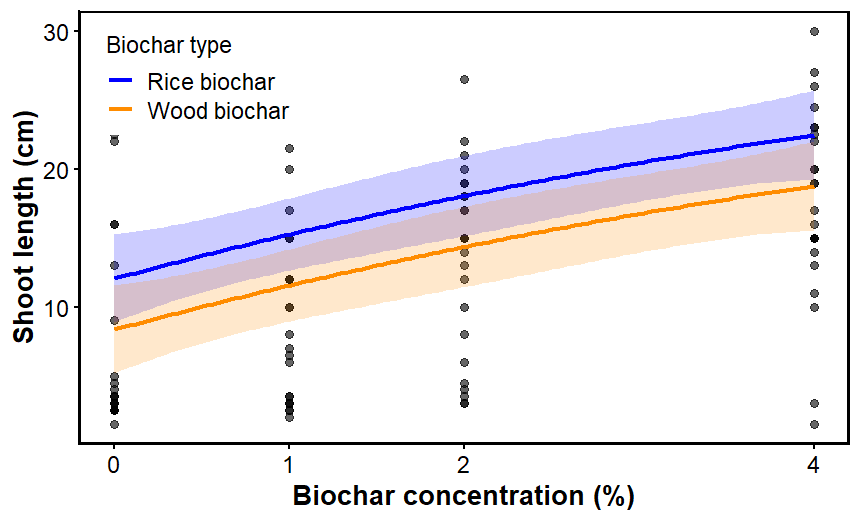 30
20
10
Shoot length (cm)
Biochar type
Rice biochar
Wood biochar
0
1
2
4
Biochar concentration (%)